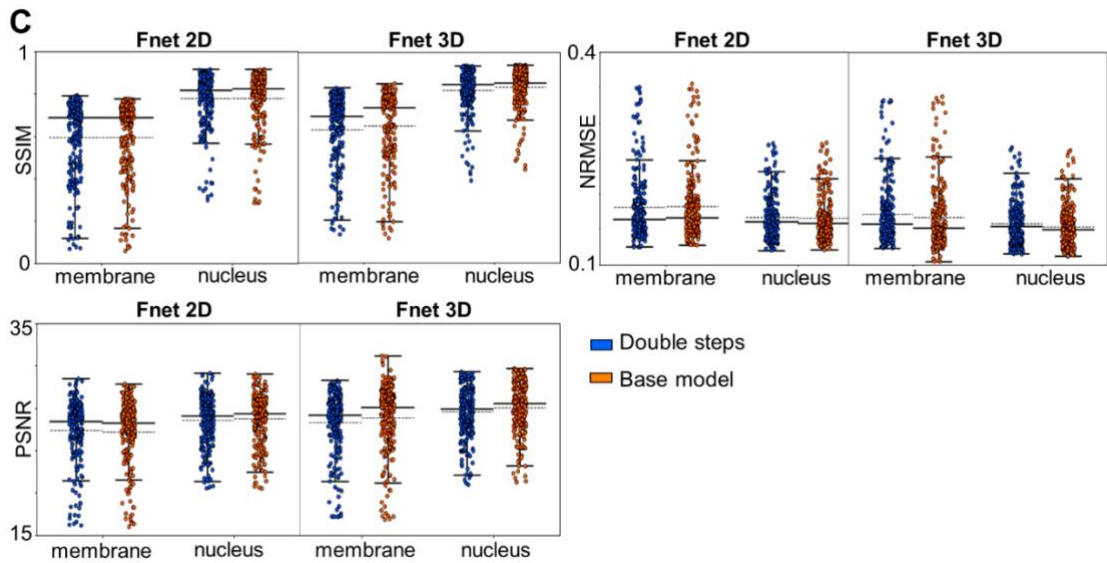 C
Fnet 2D Fnet 3D
1
SSIM
0
membrane nucleus membrane nucleus
Fnet 2D Fnet 3D
0.4
NRMSE
0.1
membrane nucleus membrane nucleus
Fnet 2D Fnet 3D
35
PSNR
15
membrane nucleus membrane nucleus
Double steps
Base model